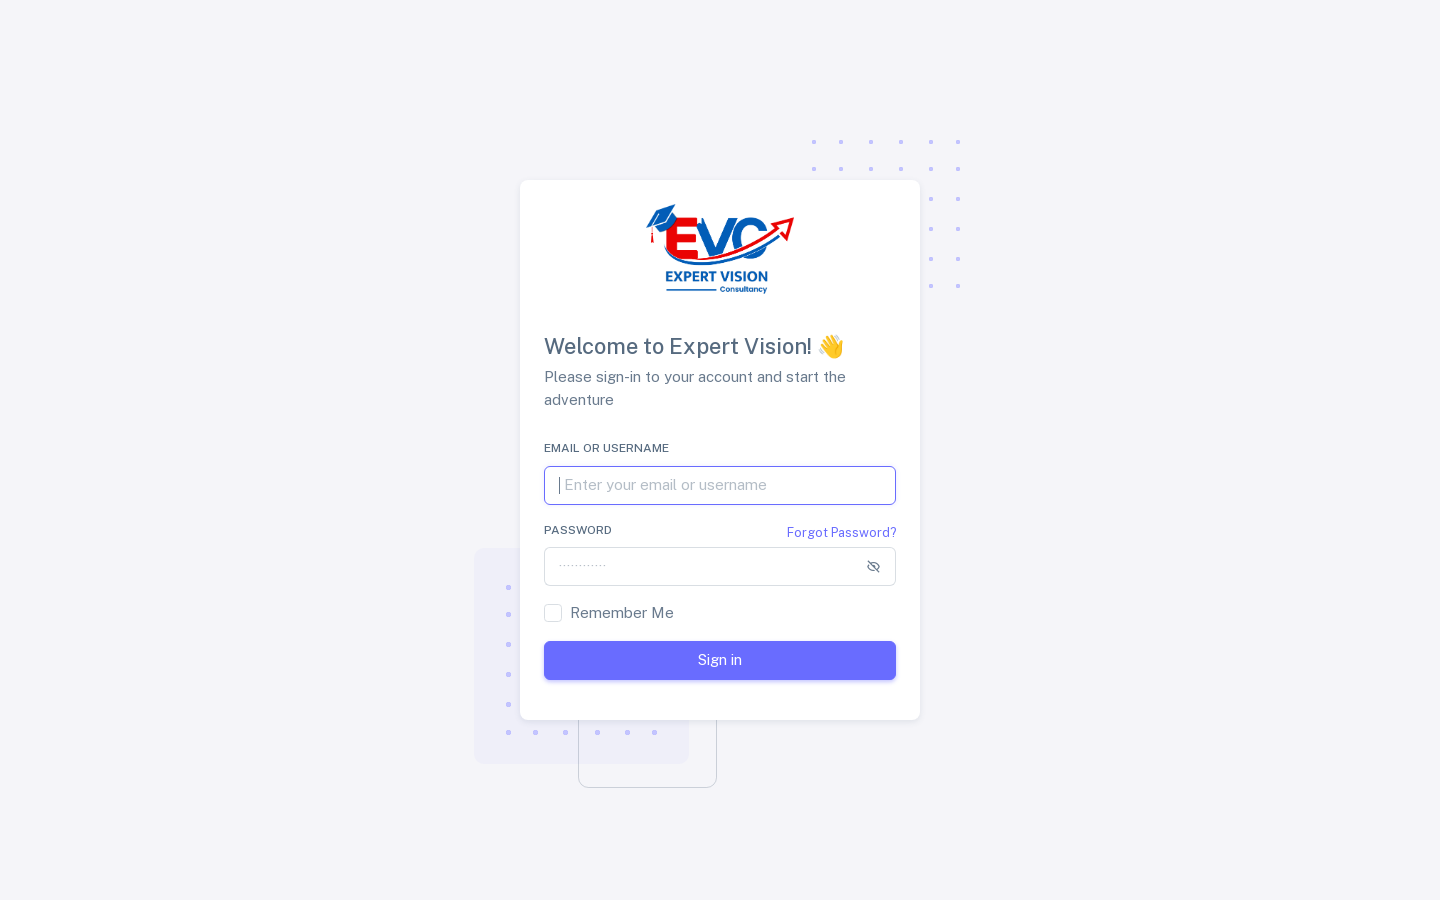 EVC
EXPERT VISION
Consultancy
Welcome to Expert Vision! 👋
Please sign-in to your account and start the
adventure
EMAIL OR USERNAME
Enter your email or username
PASSWORD
Forgot Password?
············
Remember Me
Sign in